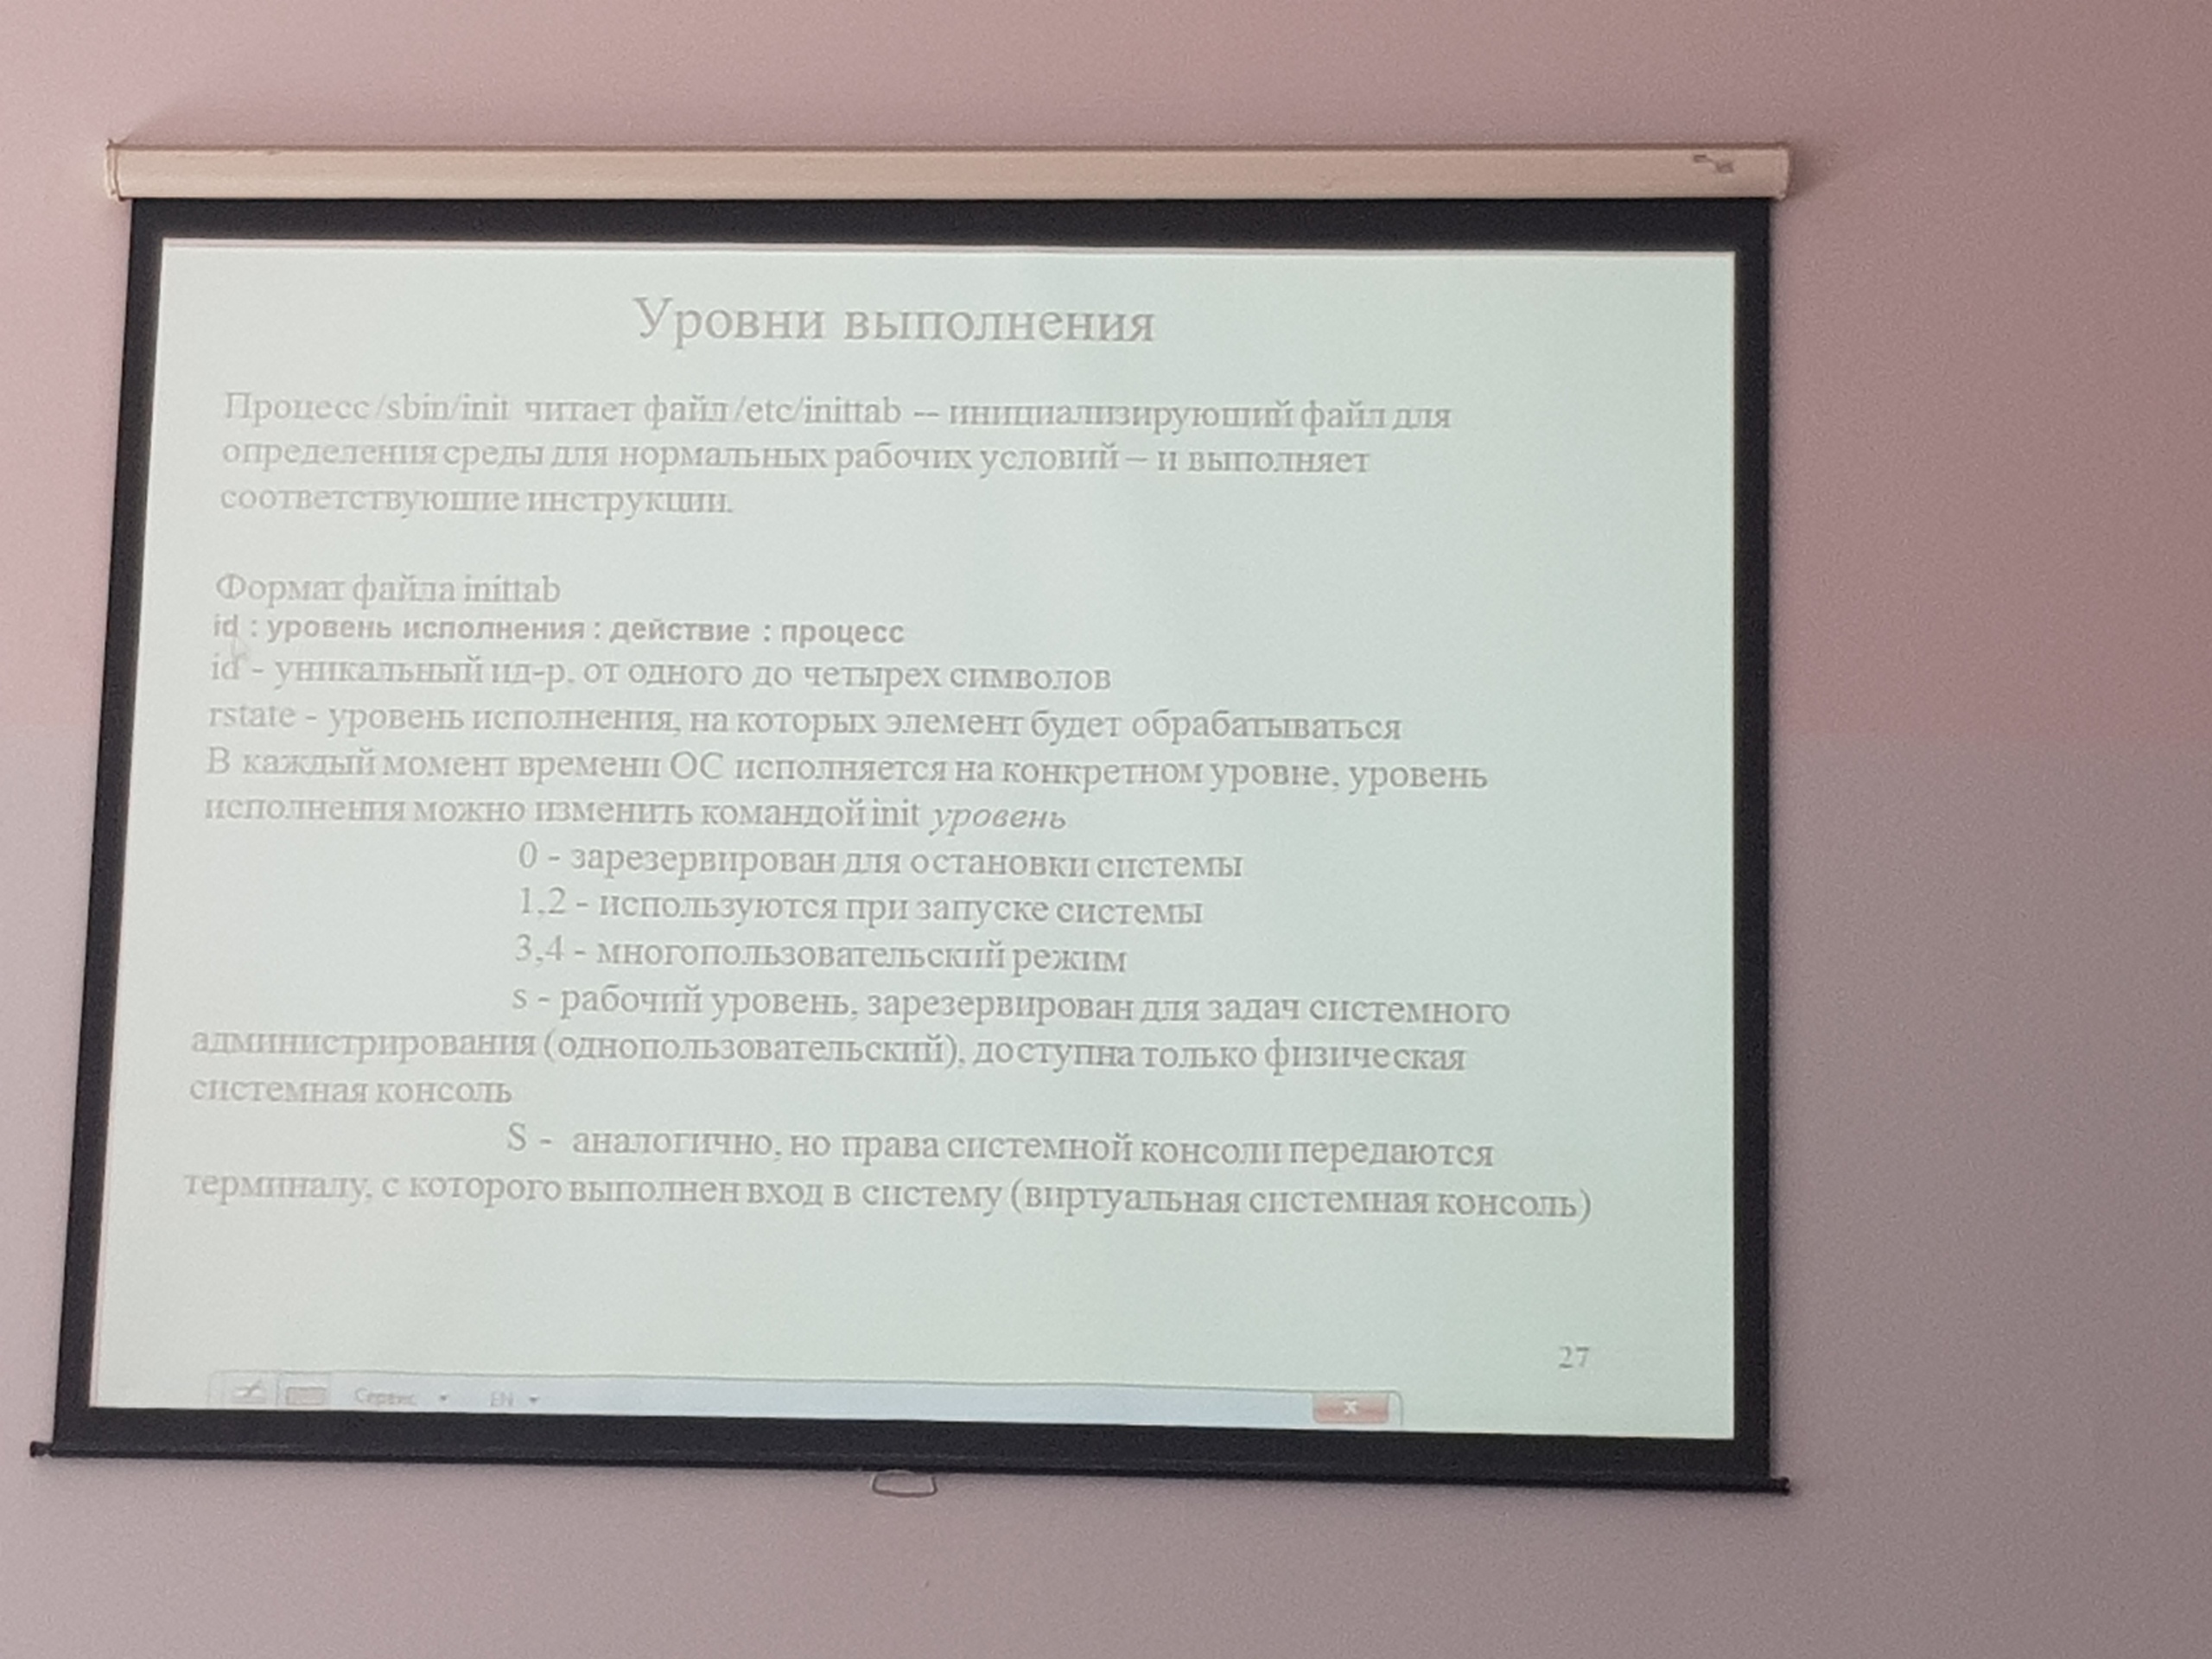 Уровни выполнения
Процесс /sbin/init читает файл /etc/inittab -- инициализирующий файл для
определения среды для нормальных рабочих условий – и выполняет
соответствующие инструкции.
Формат файла inittab
id : уровень исполнения : действие : процесс
id - уникальный ид-р, от одного до четырех символов
rstate - уровень исполнения, на которых элемент будет обрабатываться
В каждый момент времени ОС исполняется на конкретном уровне, уровень
исполнения можно изменить командой init уровень
0 - зарезервирован для остановки системы
1,2 - используются при запуске системы
3,4 - многопользовательский режим
s - рабочий уровень, зарезервирован для задач системного
администрирования (однопользовательский), доступна только физическая
системная консоль
S - аналогично, но права системной консоли передаются
терминалу, с которого выполнен вход в систему (виртуальная системная консоль)
27
Сервис EN